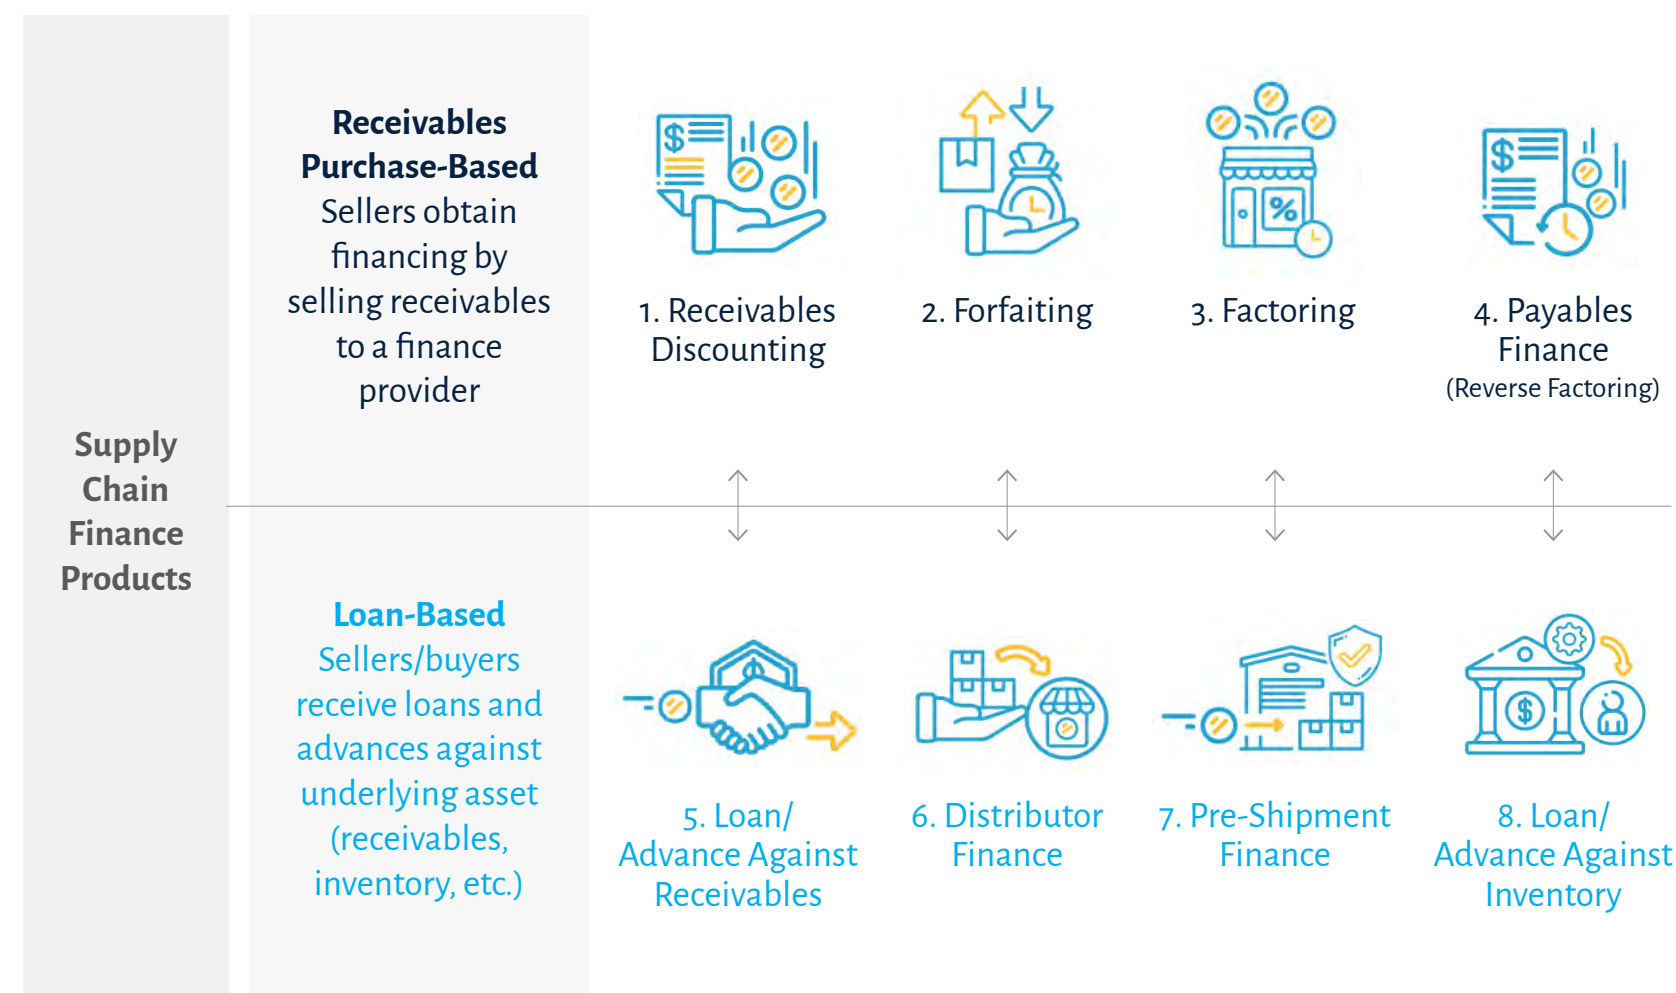 Supply
Chain
Finance
Products
Receivables
Purchase-Based
Sellers obtain
financing by
selling receivables
to a finance
provider
$
$
%
1. Receivables
Discounting
2. Forfaiting
3. Factoring
4. Payables
Finance
(Reverse Factoring)
Loan-Based
Sellers/buyers
receive loans and
advances against
underlying asset
(receivables,
inventory, etc.)
$
$
5. Loan/
Advance Against
Receivables
6. Distributor
Finance
7. Pre-Shipment
Finance
8. Loan/
Advance Against
Inventory